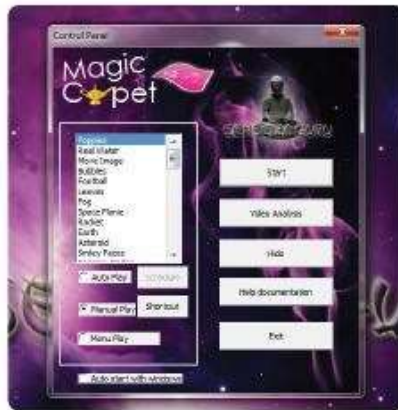 Control Panel
Magic
Carpet
Poppies
Real Water
Movie Image
Bubbles
Football
Leaves
Fog
Space Plane
Rocket
Earth
Asteroid
Smiley Faces
Auto Play
Schedule
Manual Play
Shortcut
Menu Play
Auto start with windows
Start
Video Analysis
Hide
Help documentation
Exit